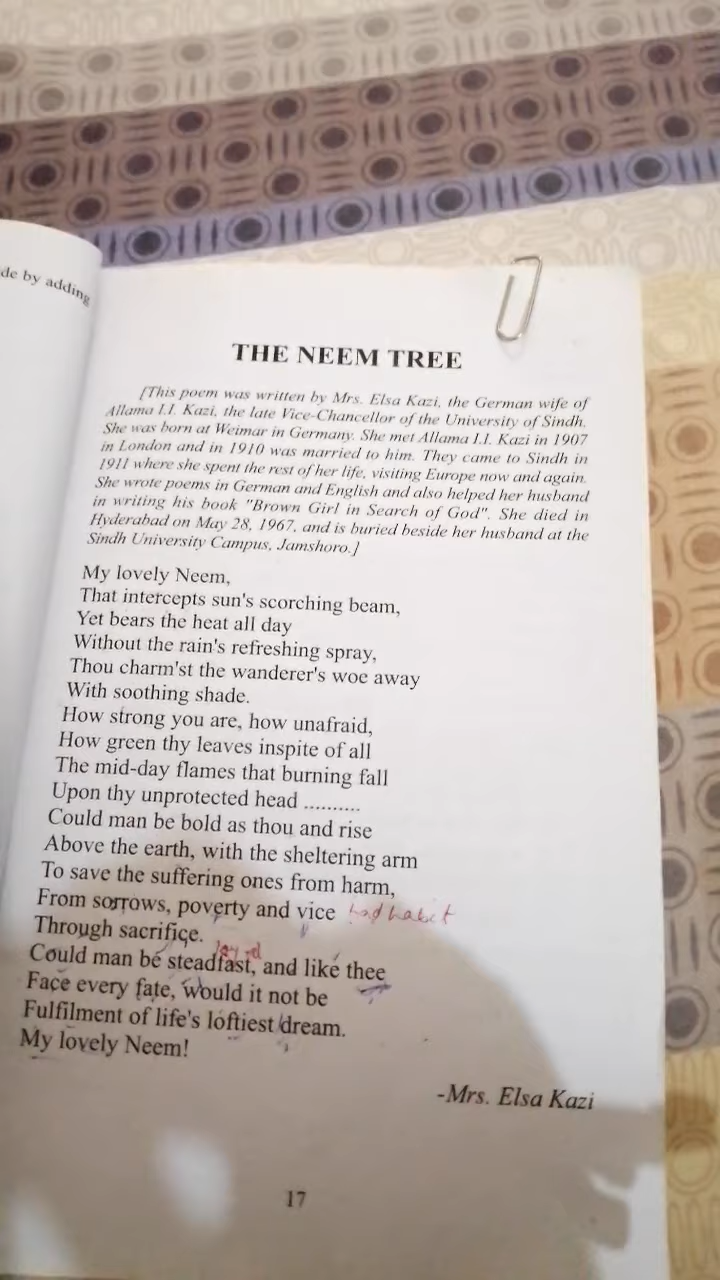 de by adding
THE NEEM TREE
[This poem was written by Mrs. Elsa Kazi, the German wife of
Allama I.I. Kazi, the late Vice-Chancellor of the University of Sindh.
She was born at Weimar in Germany. She met Allama I.I. Kazi in 1907
in London and in 1910 was married to him. They came to Sindh in
1911 where she spent the rest of her life, visiting Europe now and again.
She wrote poems in German and English and also helped her husband
in writing his book "Brown Girl in Search of God". She died in
Hyderabad on May 28, 1967, and is buried beside her husband at the
Sindh University Campus, Jamshoro.]
My lovely Neem,
That intercepts sun's scorching beam,
Yet bears the heat all day
Without the rain's refreshing spray,
Thou charm'st the wanderer's woe away
With soothing shade.
How strong you are, how unafraid,
How green thy leaves inspite of all
The mid-day flames that burning fall
Upon thy unprotected head ..........
Could man be bold as thou and rise
Above the earth, with the sheltering arm
To save the suffering ones from harm,
From sorrows, poverty and vice bad habit
Through sacrifice.
Could man be steadfast, and like thee
Face every fate, would it not be
Fulfilment of life's loftiest dream.
My lovely Neem!
-Mrs. Elsa Kazi
17